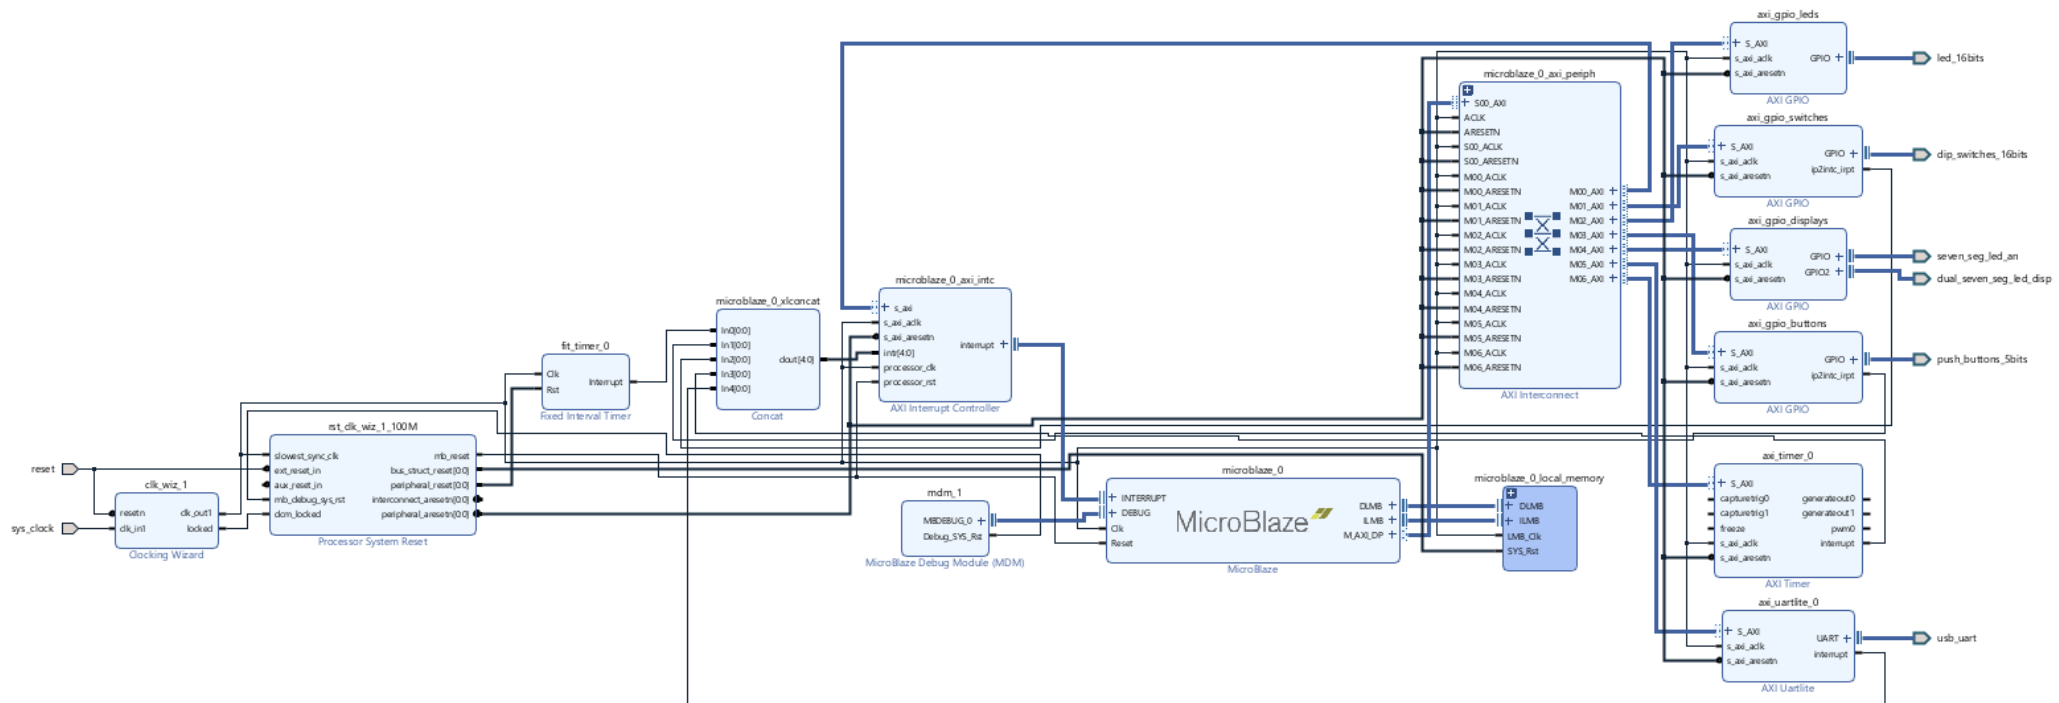 reset
sys_clock
clk_wiz_1
resetn
clk_in1
clk_out1
locked
Clocking Wizard
rst_clk_wiz_1_100M
slowest_sync_clk
ext_reset_in
aux_reset_in
mb_debug_sys_rst
dcm_locked
mb_reset
bus_struct_reset[0:0]
peripheral_reset[0:0]
interconnect_aresetn[0:0]
peripheral_aresetn[0:0]
Processor System Reset
fit_timer_0
Clk
Rst
Interrupt
Fixed Interval Timer
microblaze_0_xlconcat
In0[0:0]
In1[0:0]
In2[0:0]
In3[0:0]
In4[0:0]
dout[4:0]
Concat
microblaze_0_axi_intc
s_axi
s_axi_aclk
s_axi_aresetn
intr[4:0]
processor_clk
processor_rst
interrupt
AXI Interrupt Controller
mdm_1
MBDEBUG_0
Debug_SYS_Rst
MicroBlaze Debug Module (MDM)
microblaze_0
INTERRUPT
DEBUG
Clk
Reset
MicroBlaze
DLMB
ILMB
M_AXI_DP
MicroBlaze
microblaze_0_local_memory
DLMB
ILMB
LMB_Clk
SYS_Rst
microblaze_0_axi_periph
S00_AXI
ACLK
ARESETN
S00_ACLK
S00_ARESETN
M00_ACLK
M00_ARESETN
M01_ACLK
M01_ARESETN
M02_ACLK
M02_ARESETN
M03_ACLK
M03_ARESETN
M04_ACLK
M04_ARESETN
M05_ACLK
M05_ARESETN
M06_ACLK
M06_ARESETN
M00_AXI
M01_AXI
M02_AXI
M03_AXI
M04_AXI
M05_AXI
M06_AXI
AXI Interconnect
axi_gpio_leds
S_AXI
s_axi_aclk
s_axi_aresetn
GPIO
AXI GPIO
led_16bits
axi_gpio_switches
S_AXI
s_axi_aclk
s_axi_aresetn
GPIO
ip2intc_irpt
AXI GPIO
dip_switches_16bits
axi_gpio_displays
S_AXI
s_axi_aclk
s_axi_aresetn
GPIO
GPIO2
AXI GPIO
seven_seg_led_an
dual_seven_seg_led_disp
axi_gpio_buttons
S_AXI
s_axi_aclk
s_axi_aresetn
GPIO
ip2intc_irpt
AXI GPIO
push_buttons_5bits
axi_timer_0
S_AXI
capturetrig0
capturetrig1
freeze
s_axi_aclk
s_axi_aresetn
generateout0
generateout1
pwm0
interrupt
AXI Timer
axi_uartlite_0
S_AXI
s_axi_aclk
s_axi_aresetn
UART
interrupt
AXI Uartlite
usb_uart